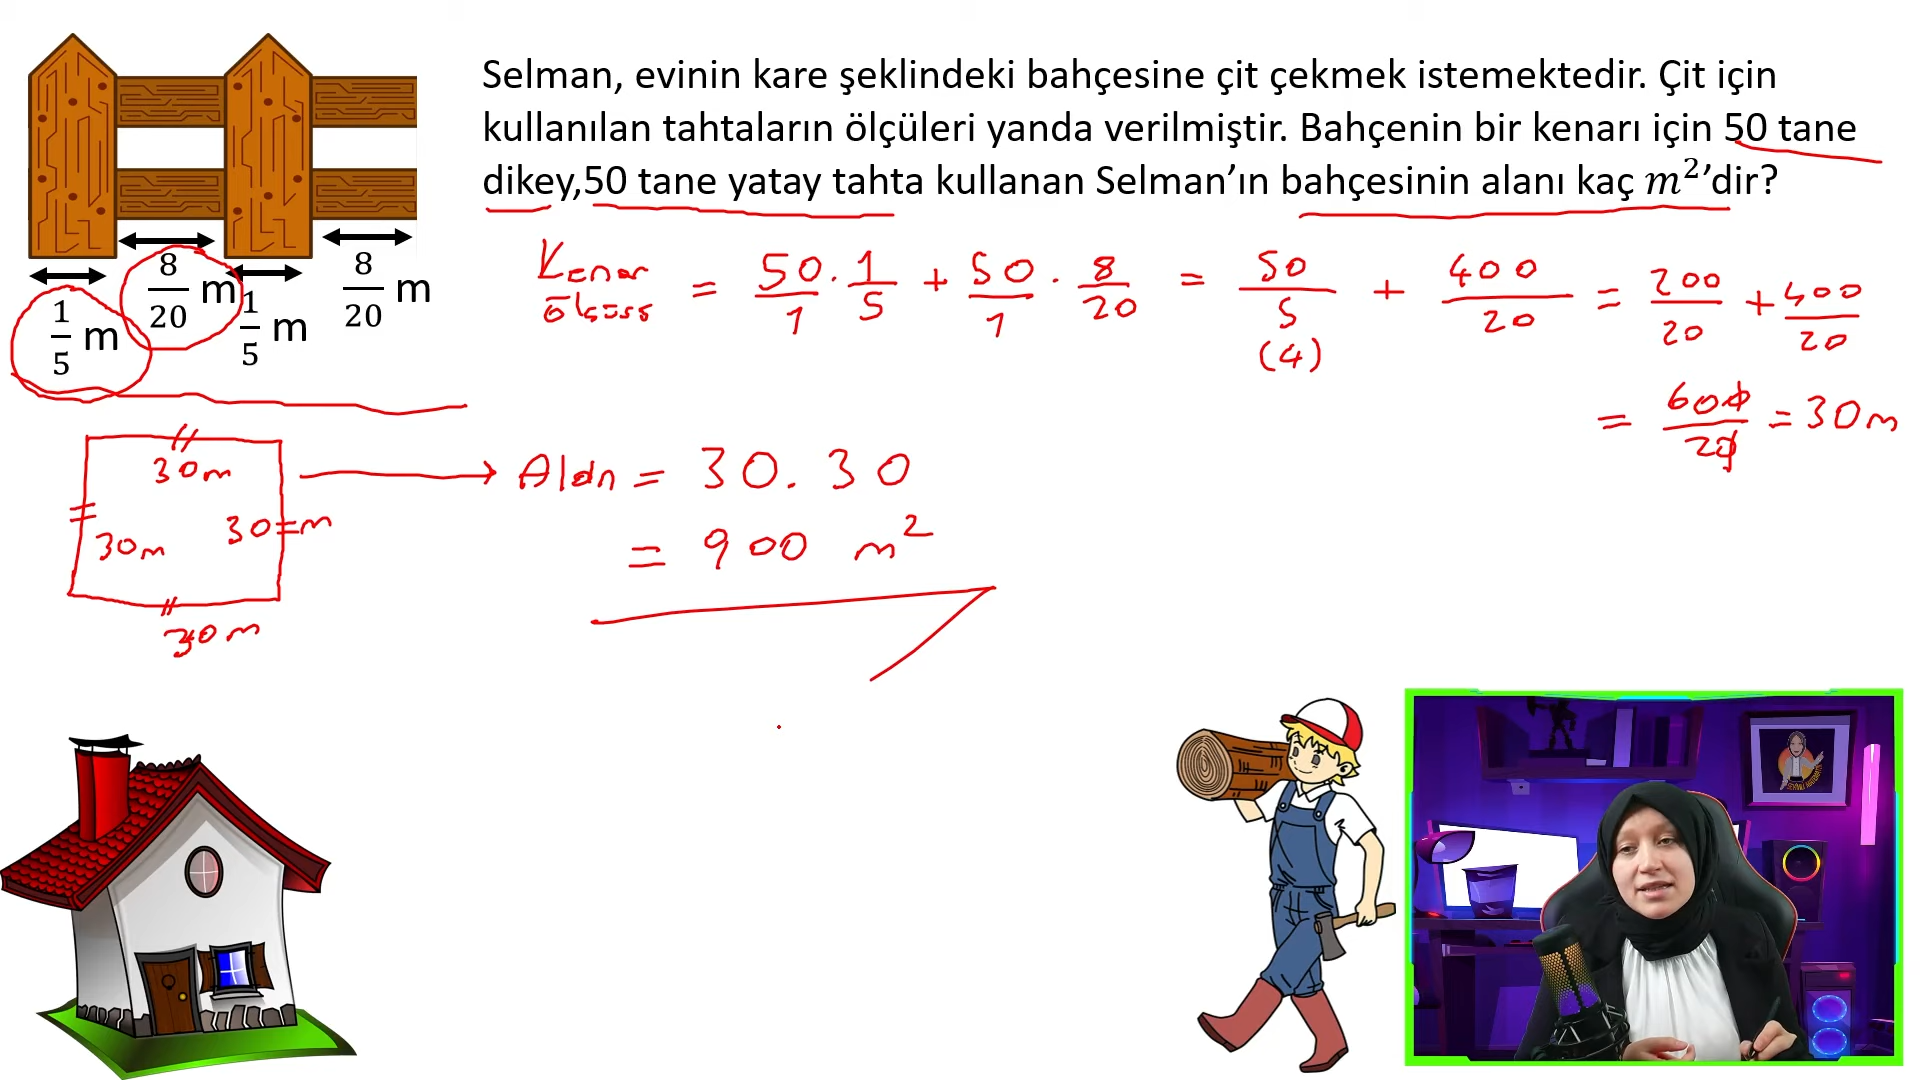 Selman, evinin kare şeklindeki bahçesine çit çekmek istemektedir. Çit için
kullanılan tahtaların ölçüleri yanda verilmiştir. Bahçenin bir kenarı için 50 tane
dikey,50 tane yatay tahta kullanan Selman’ın bahçesinin alanı kaç m²’dir?
1/5 m 8/20 m 1/5 m 8/20 m
Kenar ölçüsü = 50/1 . 1/5 + 50/1 . 8/20 = 50/5 (4) + 400/20 = 200/20 + 400/20
= 600/20 = 30m
30m
30m
30m
30m
Alan = 30.30
= 900 m²